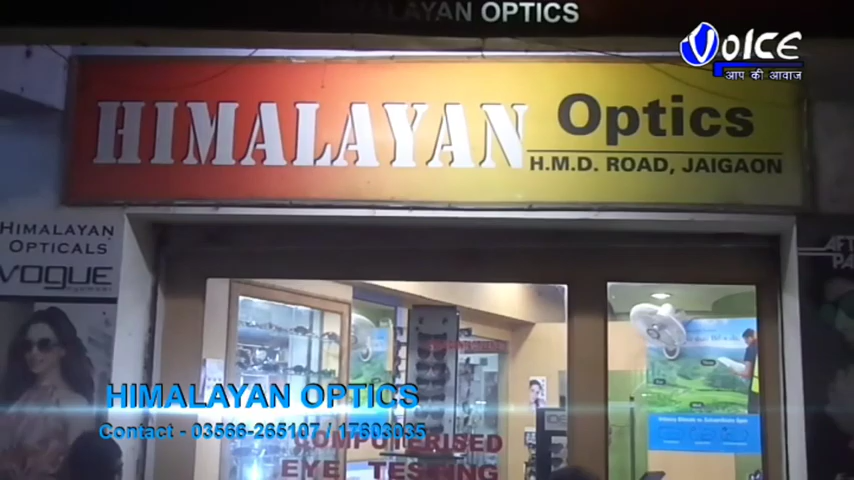 HIMALAYAN OPTICS
VOICE
आप की आवाज
HIMALAYAN Optics
H.M.D. ROAD, JAIGAON
HIMALAYAN
OPTICALS
VOGUE
eyewear
HIMALAYAN OPTICS
Contact - 03566-265107 / 17603035
COMPUTERISED
EYE TESTING